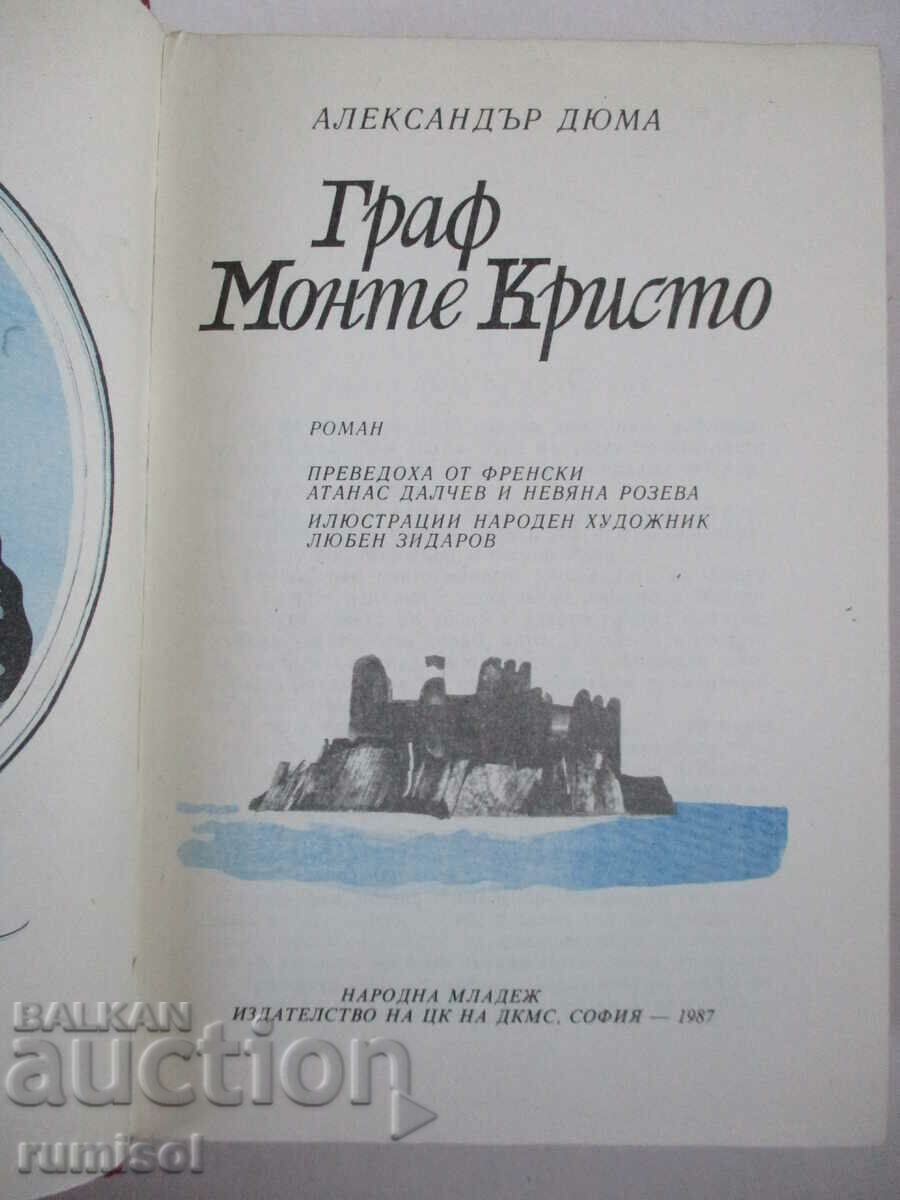 АЛЕКСАНДЪР ДЮМА
Граф
Монте Кристо
РОМАН
ПРЕВЕДОХА ОТ ФРЕНСКИ
АТАНАС ДАЛЧЕВ И НЕВЯНА РОЗЕВА
ИЛЮСТРАЦИИ НАРОДЕН ХУДОЖНИК
ЛЮБЕН ЗИДАРОВ
НАРОДНА МЛАДЕЖ
ИЗДАТЕЛСТВО НА ЦК НА ДКМС, СОФИЯ — 1987
BALKAN
auction
rumisol